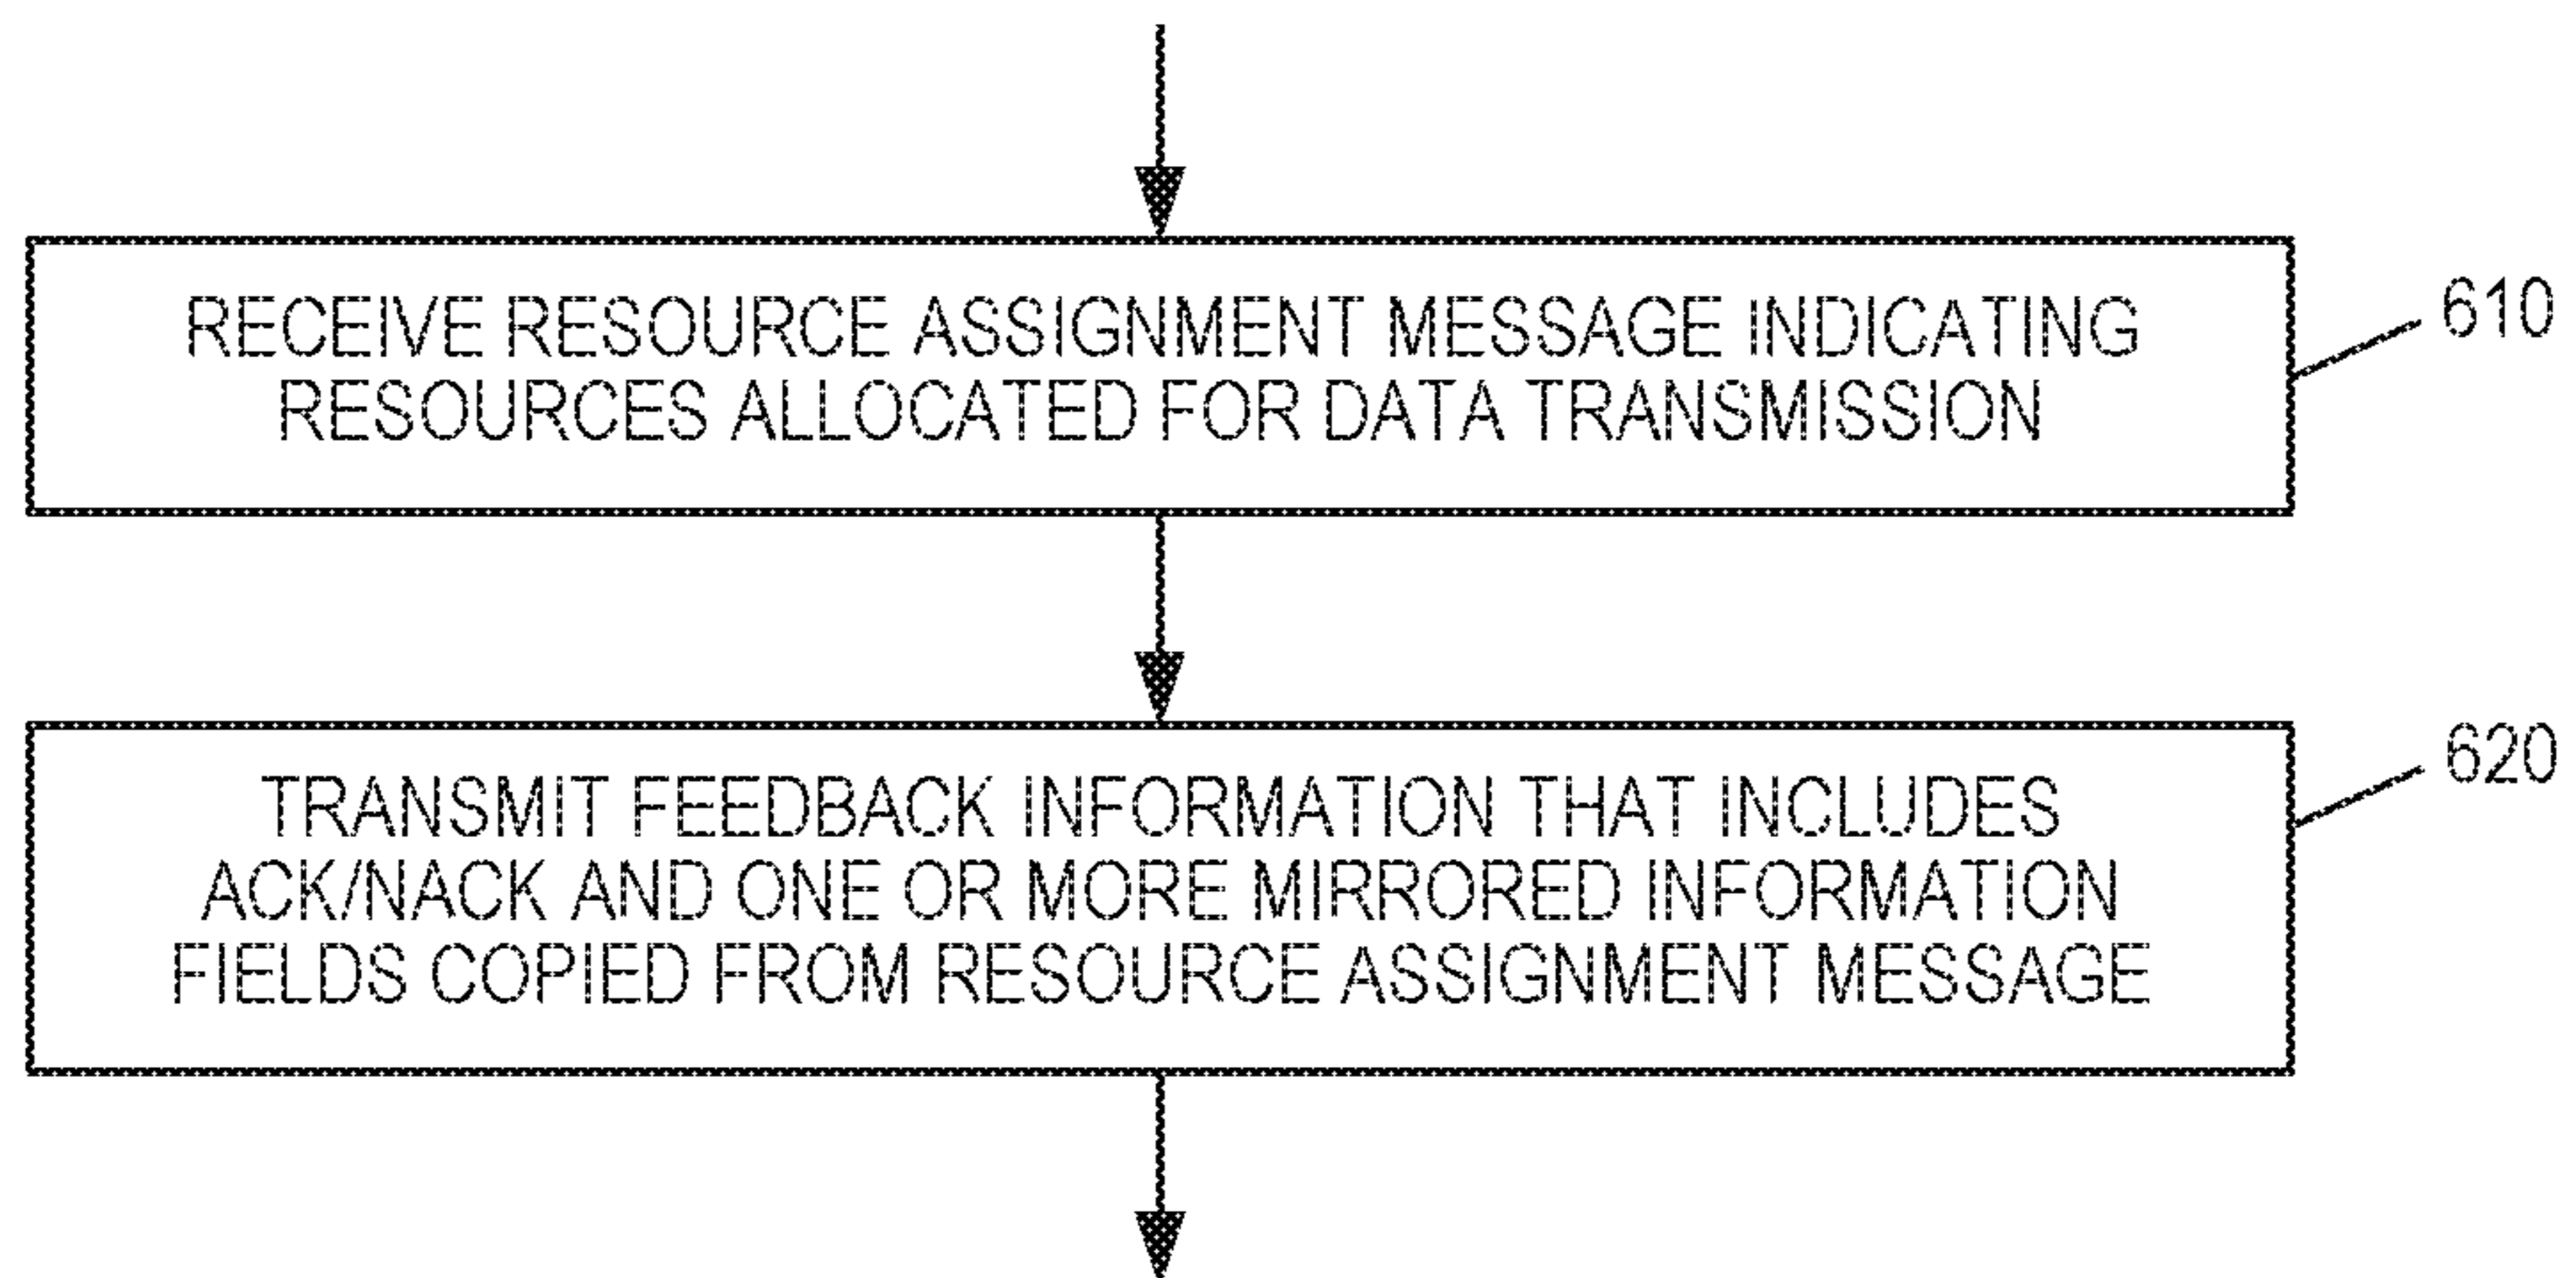 RECEIVE RESOURCE ASSIGNMENT MESSAGE INDICATING
RESOURCES ALLOCATED FOR DATA TRANSMISSION
610
TRANSMIT FEEDBACK INFORMATION THAT INCLUDES
ACK/NACK AND ONE OR MORE MIRRORED INFORMATION
FIELDS COPIED FROM RESOURCE ASSIGNMENT MESSAGE
620